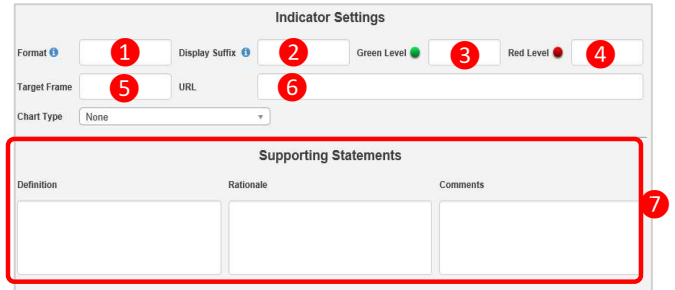 Indicator Settings
Format i 1 Display Suffix i 2 Green Level 3 Red Level 4
Target Frame 5 URL 6
Chart Type None
Supporting Statements
Definition Rationale Comments
7